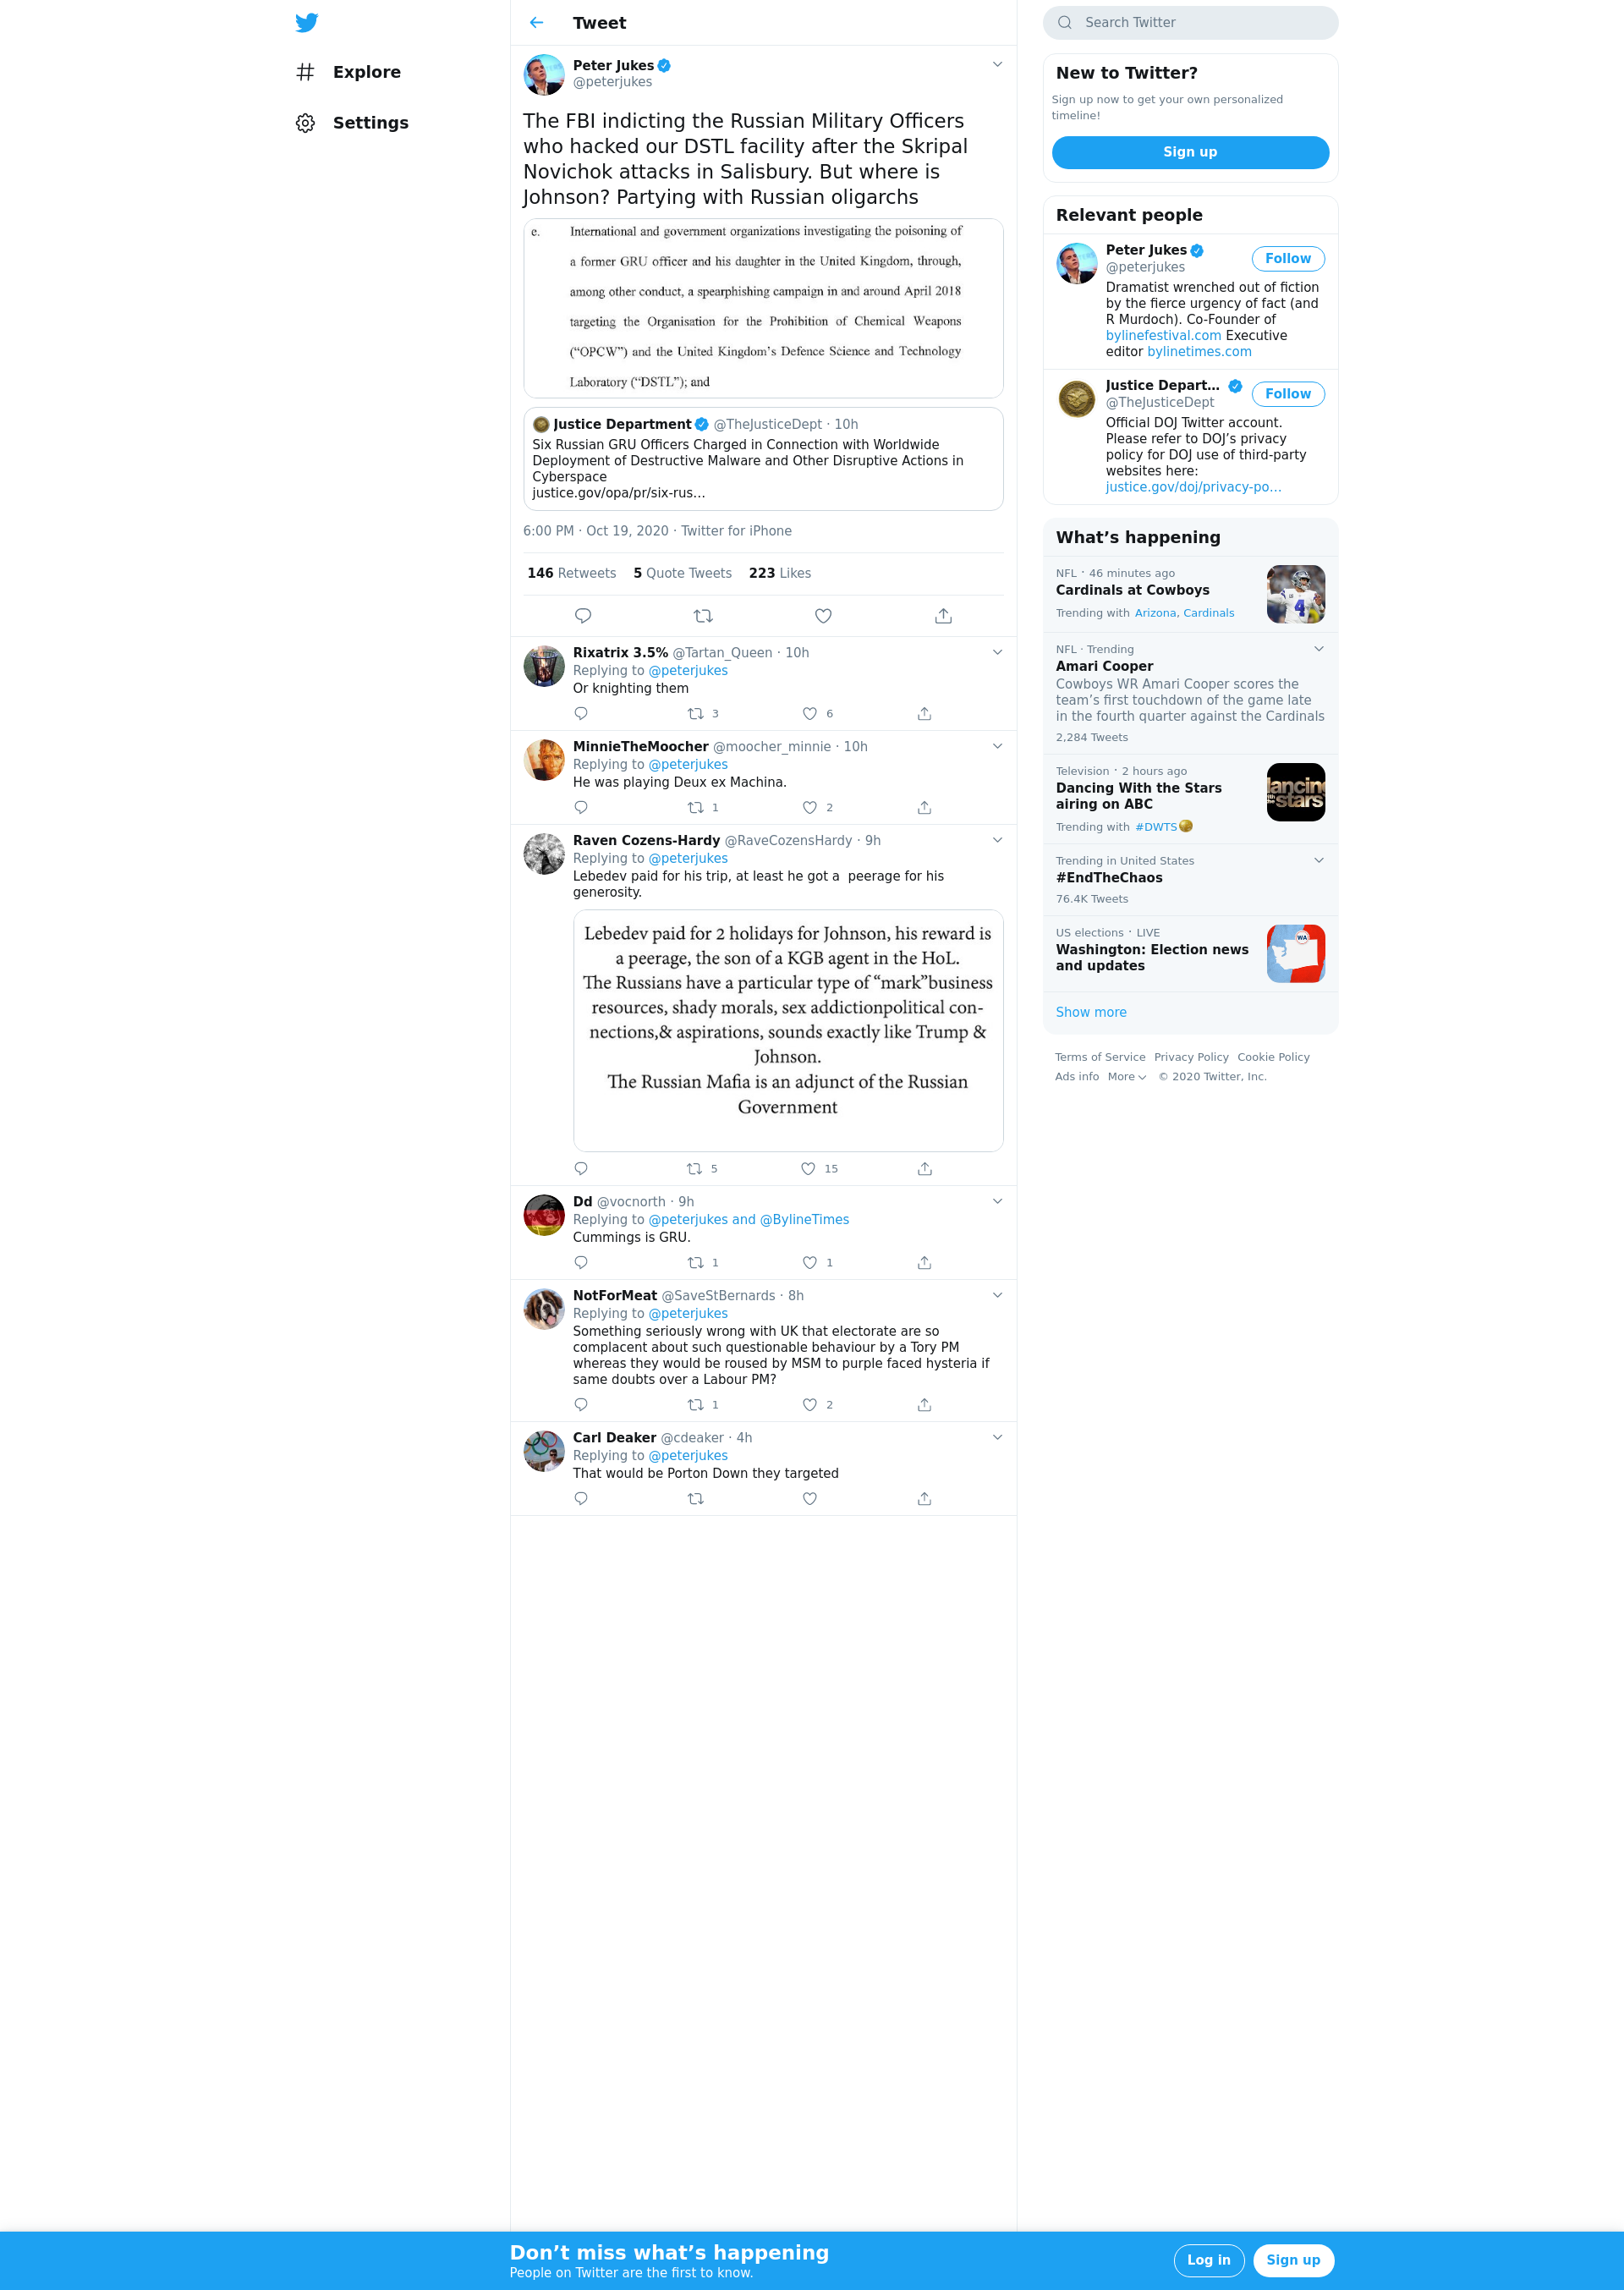 Explore
Settings
Tweet
Peter Jukes
@peterjukes
The FBI indicting the Russian Military Officers
who hacked our DSTL facility after the Skripal
Novichok attacks in Salisbury. But where is
Johnson? Partying with Russian oligarchs
e. International and government organizations investigating the poisoning of
a former GRU officer and his daughter in the United Kingdom, through,
among other conduct, a spearphishing campaign in and around April 2018
targeting the Organisation for the Prohibition of Chemical Weapons
(“OPCW”) and the United Kingdom’s Defence Science and Technology
Laboratory (“DSTL”); and
Justice Department @TheJusticeDept · 10h
Six Russian GRU Officers Charged in Connection with Worldwide
Deployment of Destructive Malware and Other Disruptive Actions in
Cyberspace
justice.gov/opa/pr/six-rus…
6:00 PM · Oct 19, 2020 · Twitter for iPhone
146 Retweets 5 Quote Tweets 223 Likes
Rixatrix 3.5% @Tartan_Queen · 10h
Replying to @peterjukes
Or knighting them
3 6
MinnieTheMoocher @moocher_minnie · 10h
Replying to @peterjukes
He was playing Deux ex Machina.
1 2
Raven Cozens-Hardy @RaveCozensHardy · 9h
Replying to @peterjukes
Lebedev paid for his trip, at least he got a peerage for his
generosity.
Lebedev paid for 2 holidays for Johnson, his reward is
a peerage, the son of a KGB agent in the HoL.
The Russians have a particular type of “mark”business
resources, shady morals, sex addictionpolitical con-
nections,& aspirations, sounds exactly like Trump &
Johnson.
The Russian Mafia is an adjunct of the Russian
Government
5 15
Dd @vocnorth · 9h
Replying to @peterjukes and @BylineTimes
Cummings is GRU.
1 1
NotForMeat @SaveStBernards · 8h
Replying to @peterjukes
Something seriously wrong with UK that electorate are so
complacent about such questionable behaviour by a Tory PM
whereas they would be roused by MSM to purple faced hysteria if
same doubts over a Labour PM?
1 2
Carl Deaker @cdeaker · 4h
Replying to @peterjukes
That would be Porton Down they targeted
Search Twitter
New to Twitter?
Sign up now to get your own personalized
timeline!
Sign up
Relevant people
Peter Jukes
@peterjukes
Follow
Dramatist wrenched out of fiction
by the fierce urgency of fact (and
R Murdoch). Co-Founder of
bylinefestival.com Executive
editor bylinetimes.com
Justice Depart…
@TheJusticeDept
Follow
Official DOJ Twitter account.
Please refer to DOJ’s privacy
policy for DOJ use of third-party
websites here:
justice.gov/doj/privacy-po…
What’s happening
NFL · 46 minutes ago
Cardinals at Cowboys
Trending with Arizona, Cardinals
4
NFL · Trending
Amari Cooper
Cowboys WR Amari Cooper scores the
team’s first touchdown of the game late
in the fourth quarter against the Cardinals
2,284 Tweets
Television · 2 hours ago
Dancing With the Stars
airing on ABC
Trending with #DWTS
dancing
stars
Trending in United States
#EndTheChaos
76.4K Tweets
US elections · LIVE
Washington: Election news
and updates
WA
Show more
Terms of Service Privacy Policy Cookie Policy
Ads info More © 2020 Twitter, Inc.
Don’t miss what’s happening
People on Twitter are the first to know.
Log in
Sign up